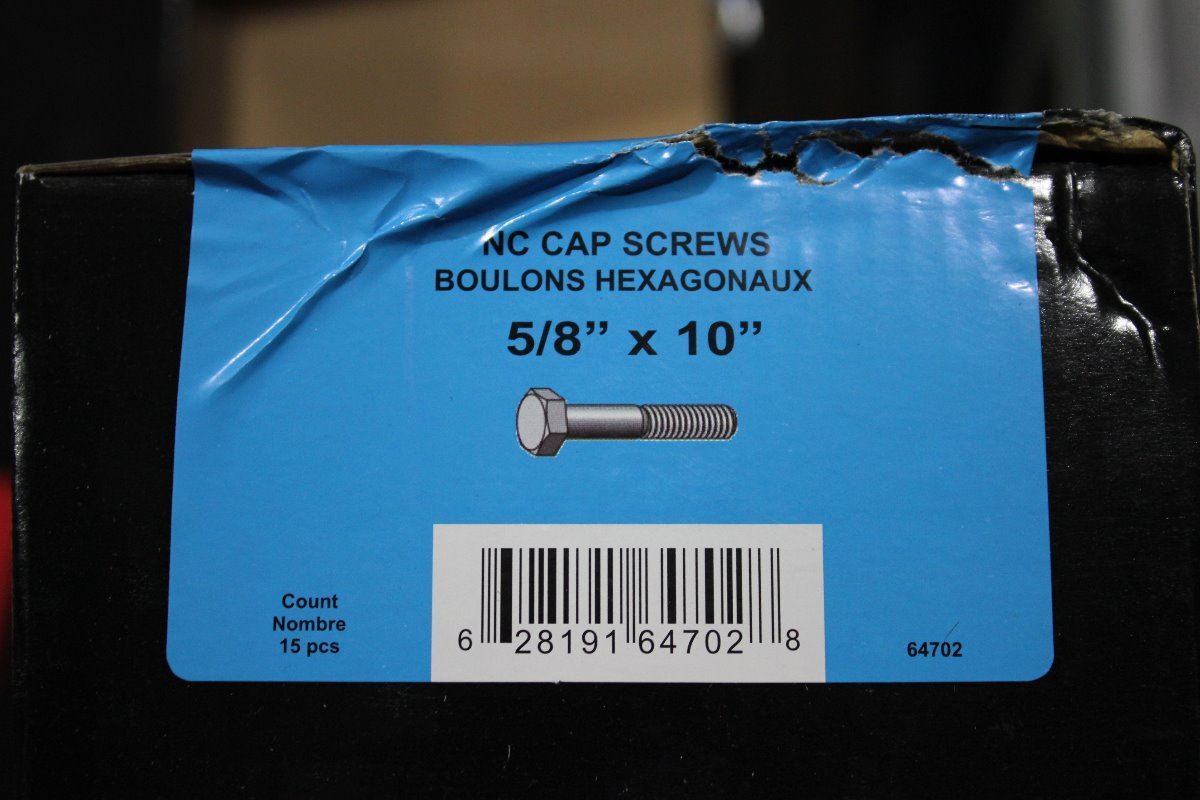 NC CAP SCREWS
BOULONS HEXAGONAUX
5/8” x 10”
Count
Nombre
15 pcs
6 28191 64702 8
64702